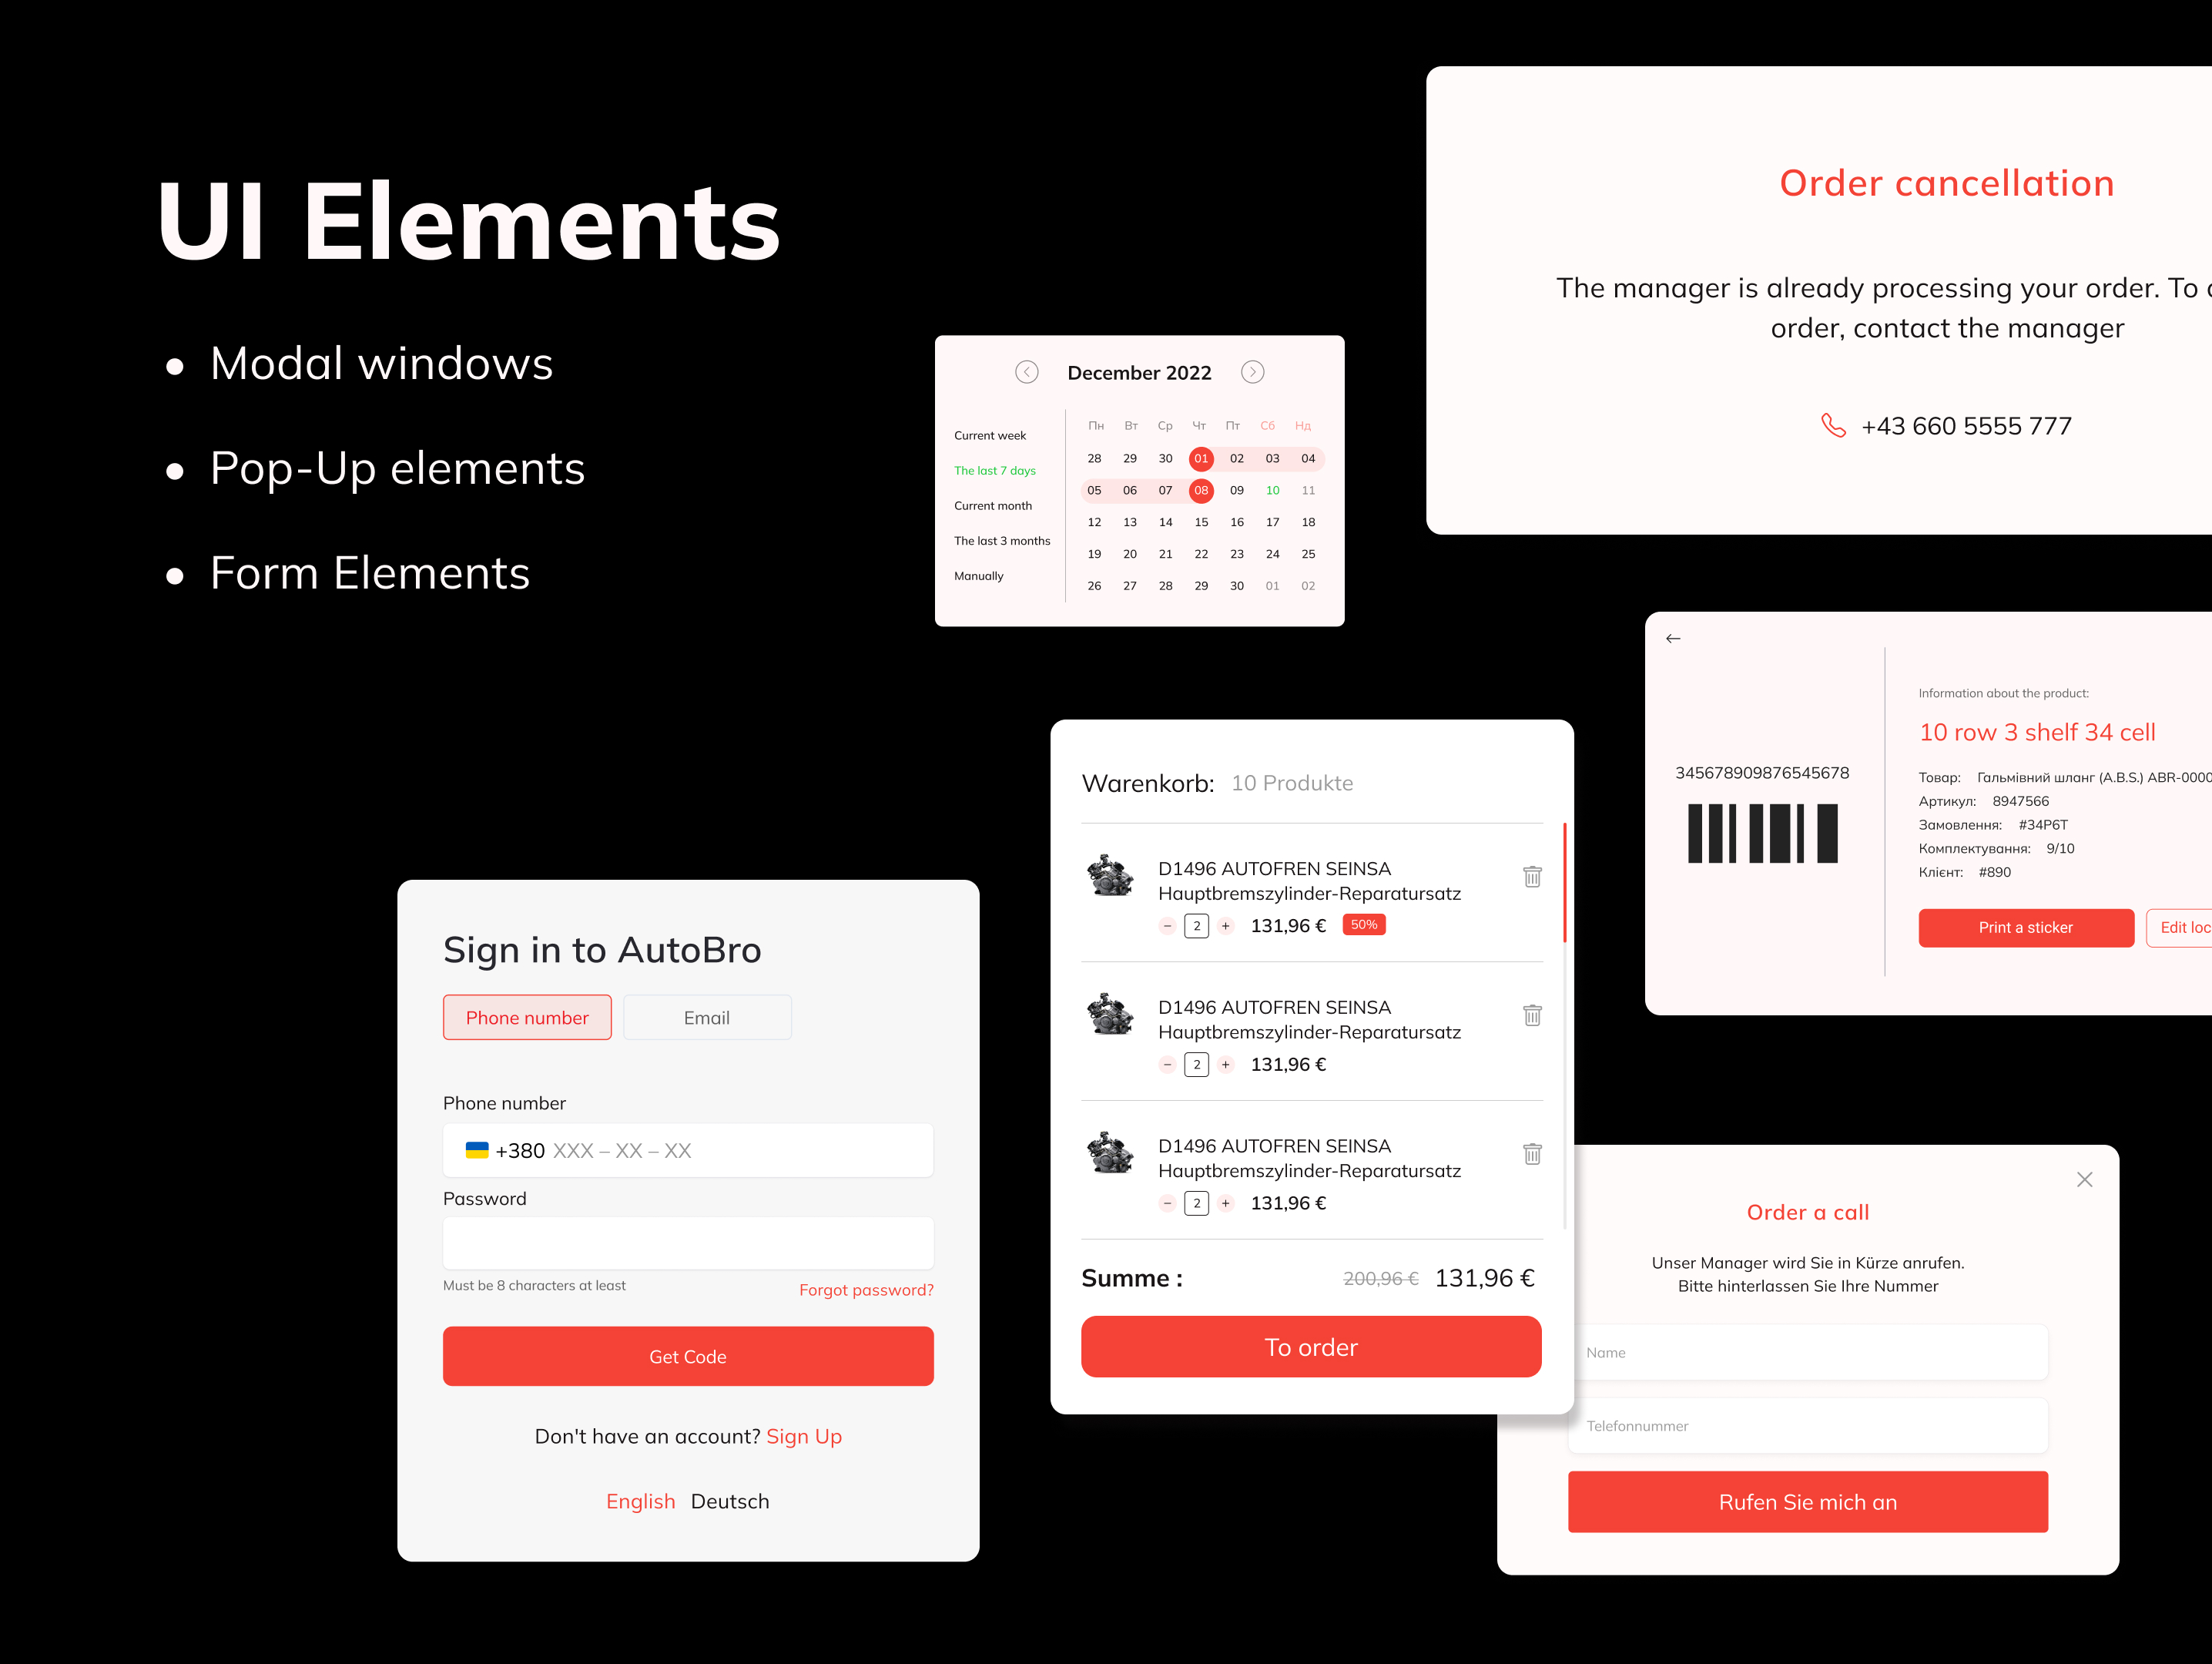 UI Elements
• Modal windows
• Pop-Up elements
• Form Elements
December 2022
Current week
The last 7 days
Current month
The last 3 months
Manually
Пн Вт Ср Чт Пт Сб Нд
28 29 30 01 02 03 04
05 06 07 08 09 10 11
12 13 14 15 16 17 18
19 20 21 22 23 24 25
26 27 28 29 30 01 02
Order cancellation
The manager is already processing your order. To
order, contact the manager
+43 660 5555 777
345678909876545678
Information about the product:
10 row 3 shelf 34 cell
Товар: Гальмівний шланг (A.B.S.) ABR-0000
Артикул: 8947566
Замовлення: #34P6T
Комплектування: 9/10
Клієнт: #890
Print a sticker
Edit loc
Warenkorb: 10 Produkte
D1496 AUTOFREN SEINSA
Hauptbremszylinder-Reparatursatz
− 2 + 131,96 € 50%
D1496 AUTOFREN SEINSA
Hauptbremszylinder-Reparatursatz
− 2 + 131,96 €
D1496 AUTOFREN SEINSA
Hauptbremszylinder-Reparatursatz
− 2 + 131,96 €
Summe : 200,96 € 131,96 €
To order
Sign in to AutoBro
Phone number Email
Phone number
+380 XXX – XX – XX
Password
Must be 8 characters at least
Forgot password?
Get Code
Don't have an account? Sign Up
English Deutsch
Order a call
Unser Manager wird Sie in Kürze anrufen.
Bitte hinterlassen Sie Ihre Nummer
Name
Telefonnummer
Rufen Sie mich an